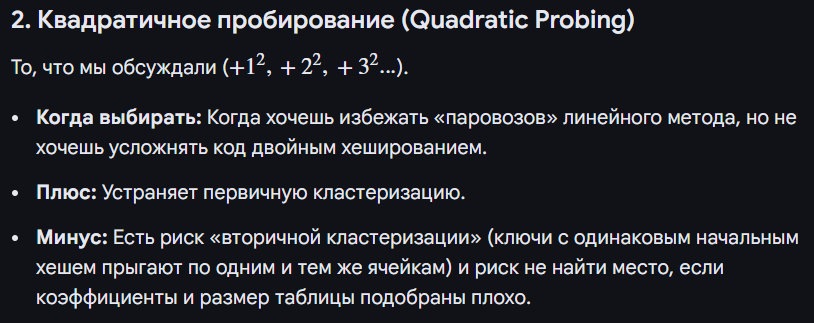 2. Квадратичное пробирование (Quadratic Probing)
То, что мы обсуждали (+1², +2², +3²...).
• Когда выбирать: Когда хочешь избежать «паровозов» линейного метода, но не
хочешь усложнять код двойным хешированием.
• Плюс: Устраняет первичную кластеризацию.
• Минус: Есть риск «вторичной кластеризации» (ключи с одинаковым начальным
хешем прыгают по одним и тем же ячейкам) и риск не найти место, если
коэффициенты и размер таблицы подобраны плохо.